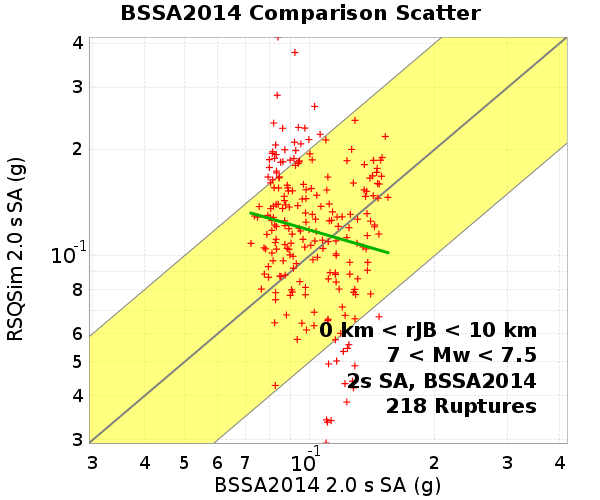 BSSA2014 Comparison Scatter
RSQSim 2.0 s SA (g)
4
3
2
10⁻¹
8
6
5
4
3
0 km < rJB < 10 km
7 < Mw < 7.5
2s SA, BSSA2014
218 Ruptures
3 4 5 6 7 10⁻¹ 2 3 4
BSSA2014 2.0 s SA (g)